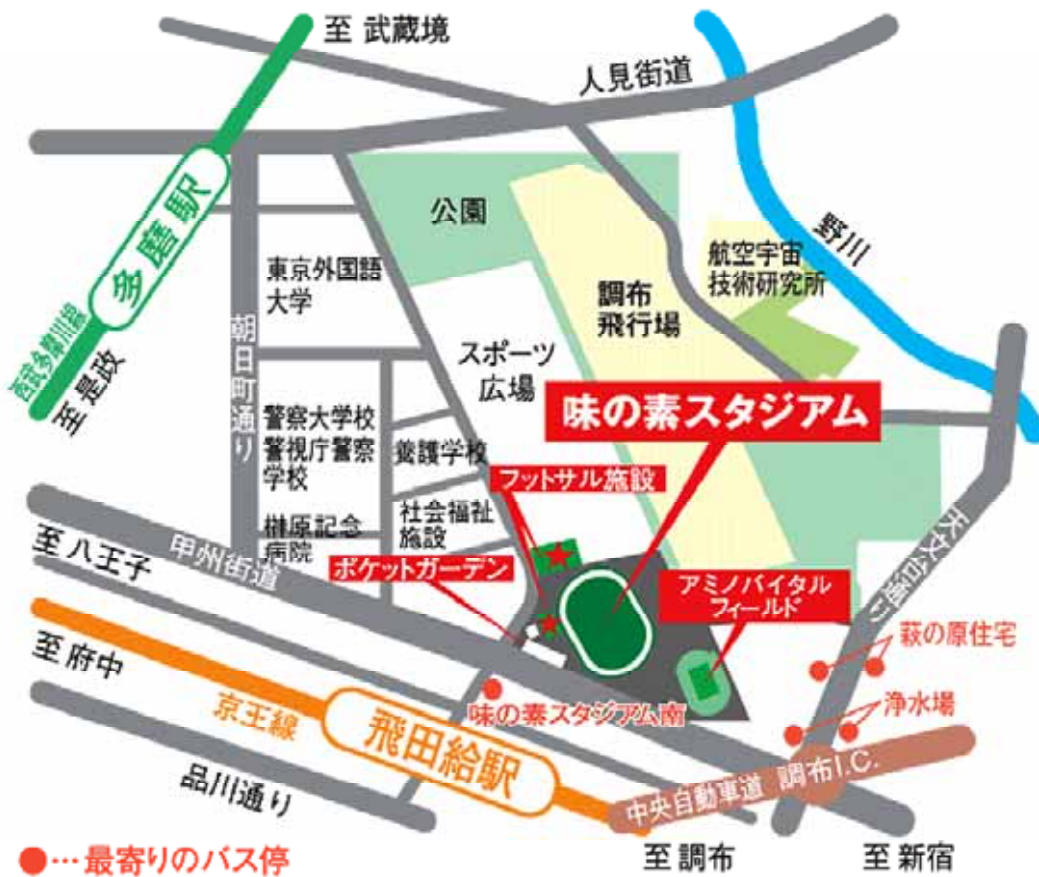 至 武蔵境
人見街道
多磨駅
西武多摩川線
至 是政
公園
野川
東京外国語
大学
航空宇宙
技術研究所
調布
飛行場
朝日町通り
スポーツ
広場
味の素スタジアム
警察大学校
警視庁警察
学校
養護学校
フットサル施設
榊原記念
病院
社会福祉
施設
ポケットガーデン
アミノバイタル
フィールド
天文台通り
至 八王子
甲州街道
至 府中
京王線
飛田給駅
味の素スタジアム南
萩の原住宅
浄水場
品川通り
中央自動車道 調布I.C.
至 調布
至 新宿
●…最寄りのバス停